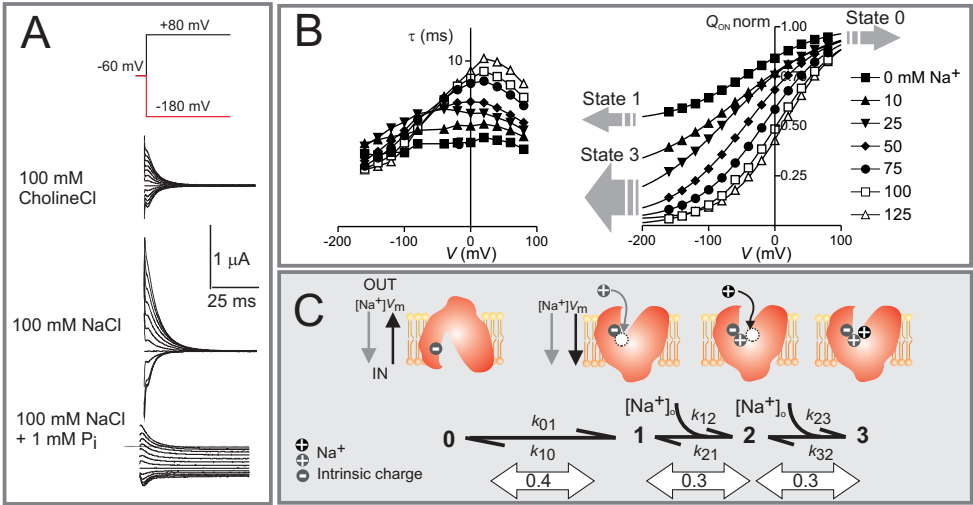 A
+80 mV
-60 mV
-180 mV
100 mM
CholineCl
1 µA
25 ms
100 mM NaCl
100 mM NaCl
+ 1 mM Pi
B
τ (ms)
10
-200
-100
0
100
V (mV)
QON norm
1.00
0.50
0.25
State 0
State 1
State 3
-200
-100
0
100
V (mV)
0 mM Na+
10
25
50
75
100
125
C
OUT
[Na+] Vm
IN
[Na+] Vm
[Na+]o
[Na+]o
k01
k12
k23
0
1
2
3
k10
k21
k32
Na+
Intrinsic charge
0.4
0.3
0.3